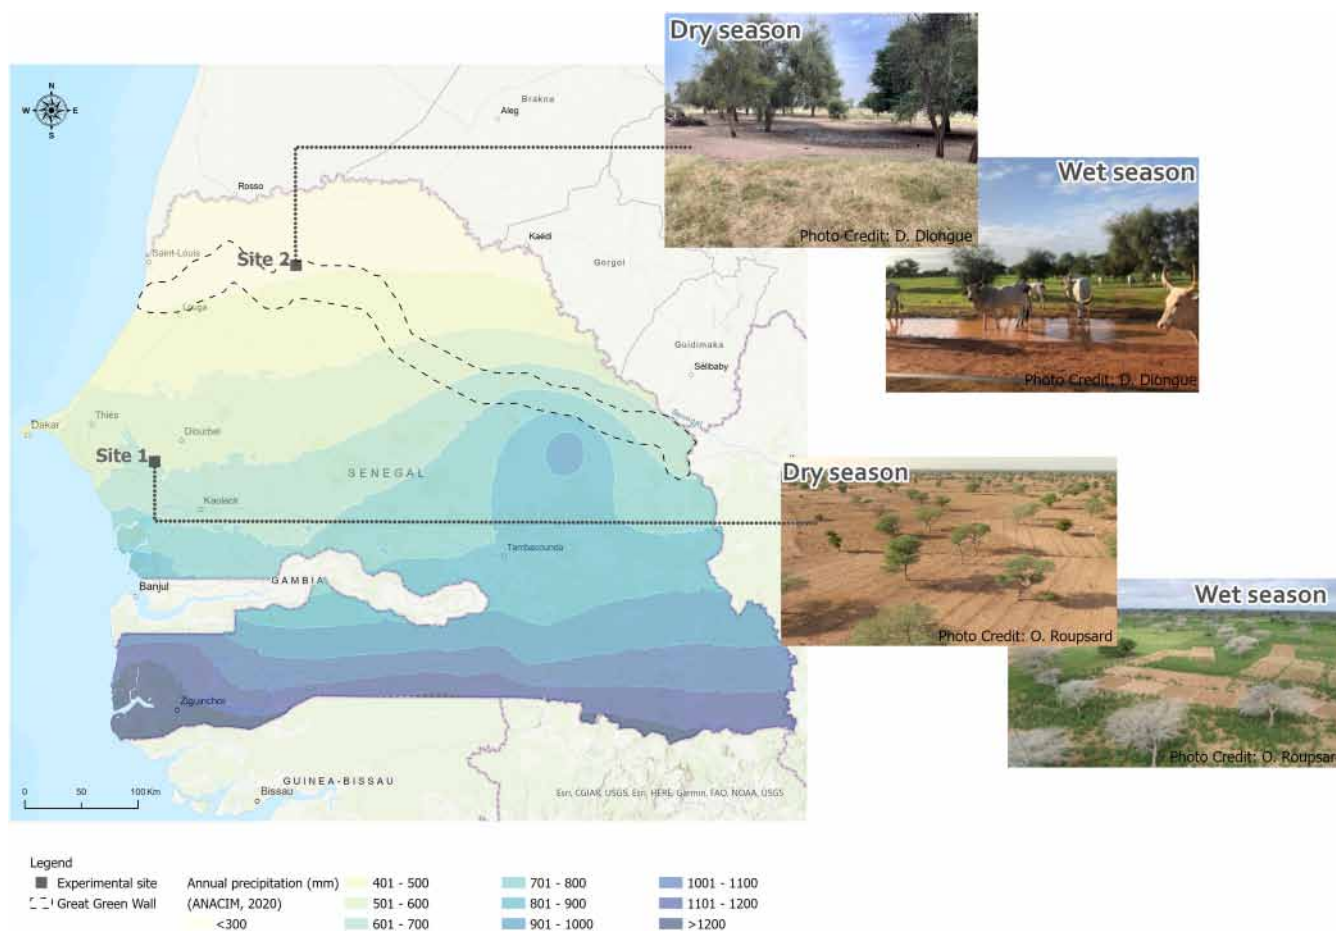 Dry season
Photo Credit: D. Diongue
Wet season
Photo Credit: D. Diongue
N
W E
S
Brakna
Aleg
Rosso
Kaédi
Saint-Louis
Site 2
Gorgol
Louga
Guidimaka
Sélibaby
Thies
Dakar
Diourbel
Site 1
SENEGAL
Kaolack
Tambacounda
GAMBIA
Banjul
Ziguinchor
GUINEA-BISSAU
Bissau
0 50 100 Km
Esri, CGIAR, USGS, Esri, HERE, Garmin, FAO, NOAA, USGS
Dry season
Photo Credit: O. Roupsard
Wet season
Photo Credit: O. Roupsard
Legend
Experimental site
Great Green Wall
Annual precipitation (mm)
(ANACIM, 2020)
<300
401 - 500
501 - 600
601 - 700
701 - 800
801 - 900
901 - 1000
1001 - 1100
1101 - 1200
>1200